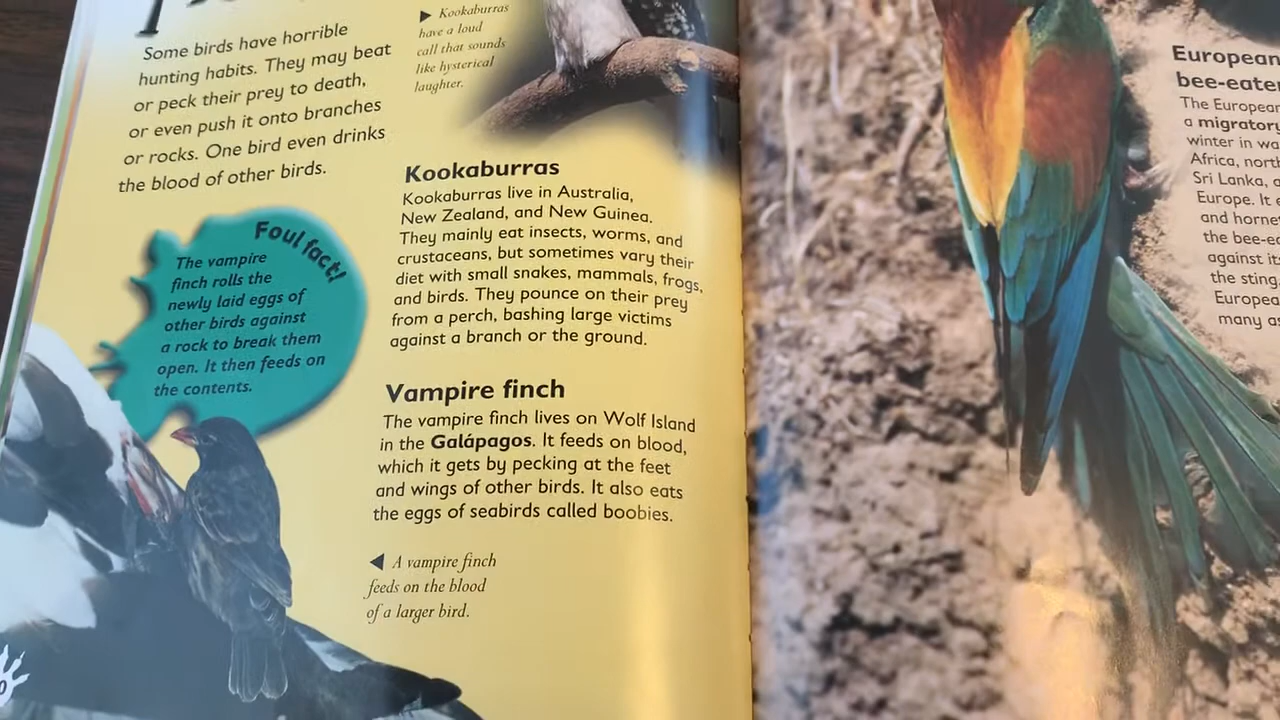 Some birds have horrible
hunting habits. They may beat
or peck their prey to death,
or even push it onto branches
or rocks. One bird even drinks
the blood of other birds.
▶ Kookaburras
have a loud
call that sounds
like hysterical
laughter.
Foul fact!
The vampire
finch rolls the
newly laid eggs of
other birds against
a rock to break them
open. It then feeds on
the contents.
Kookaburras
Kookaburras live in Australia,
New Zealand, and New Guinea.
They mainly eat insects, worms, and
crustaceans, but sometimes vary their
diet with small snakes, mammals, frogs,
and birds. They pounce on their prey
from a perch, bashing large victims
against a branch or the ground.
Vampire finch
The vampire finch lives on Wolf Island
in the Galápagos. It feeds on blood,
which it gets by pecking at the feet
and wings of other birds. It also eats
the eggs of seabirds called boobies.
◀ A vampire finch
feeds on the blood
of a larger bird.
European
bee-eater
The European
a
winter in
Africa,
Sri Lanka,
Europe. It
and
the
against
the sting
European
many